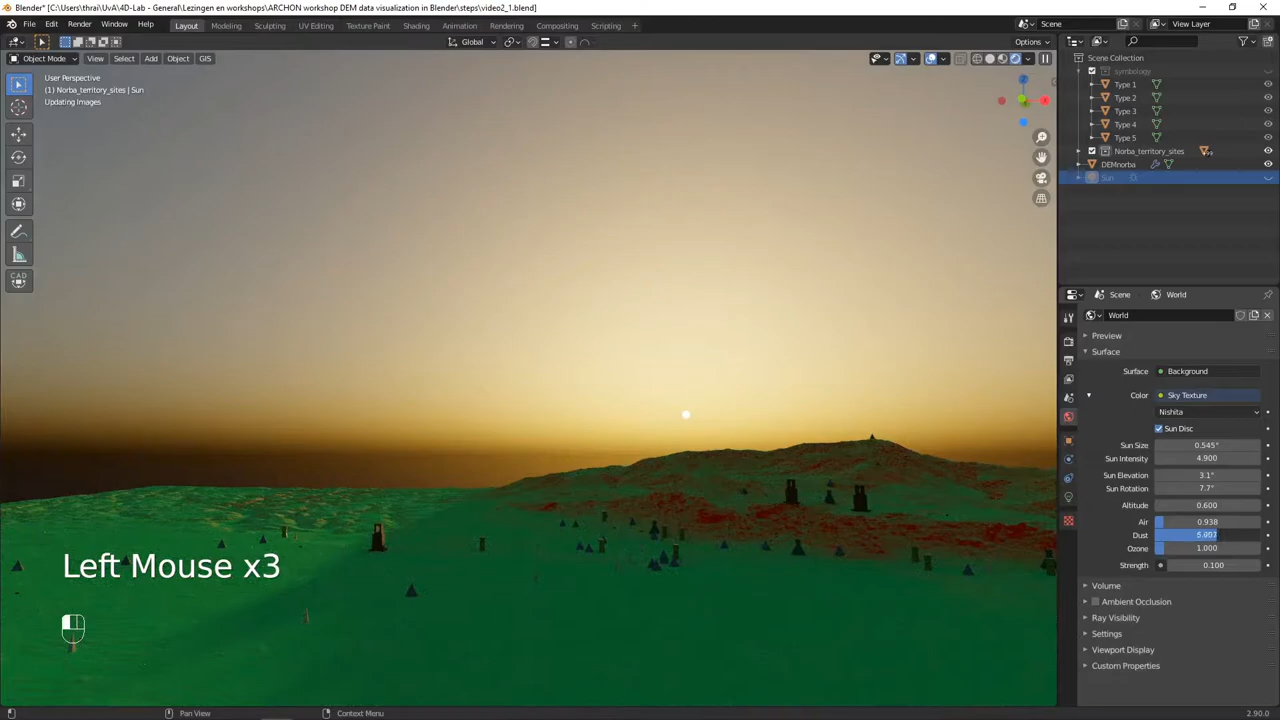 Blender* [C:\Users\thrai\UvA\4D-Lab - General\Lezingen en workshops\ARCHON workshop DEM data visualization in Blender\steps\video2_1.blend]
File Edit Render Window Help Layout Modeling Sculpting UV Editing Texture Paint Shading Animation Rendering Compositing Scripting + Scene View Layer
Global Options
Object Mode View Select Add Object GIS
User Perspective
(1) Norba_territory_sites | Sun
Updating Images
CAD
Z
X
Left Mouse x3
Scene Collection
symbology
Type 1
Type 2
Type 3
Type 4
Type 5
Norba_territory_sites
DEMnorba
Sun
Scene World
World
Preview
Surface
Surface Background
Color Sky Texture
Nishita
Sun Disc
Sun Size 0.545°
Sun Intensity 4.900
Sun Elevation 3.1°
Sun Rotation 7.7°
Altitude 0.600
Air 0.938
Dust
Ozone 1.000
Strength 0.100
Volume
Ambient Occlusion
Ray Visibility
Settings
Viewport Display
Custom Properties
Pan View Context Menu 2.90.0